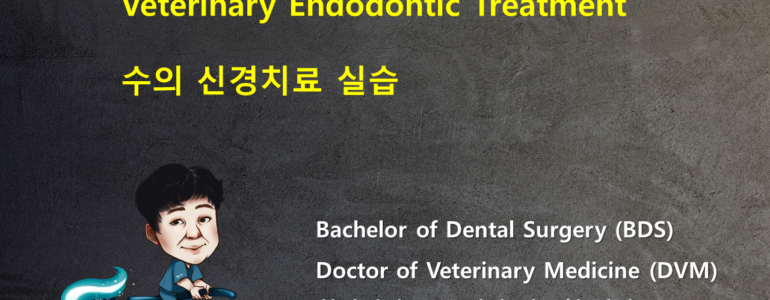 Veterinary Endodontic Treatment
수의 신경치료 실습
Bachelor of Dental Surgery (BDS)
Doctor of Veterinary Medicine (DVM)